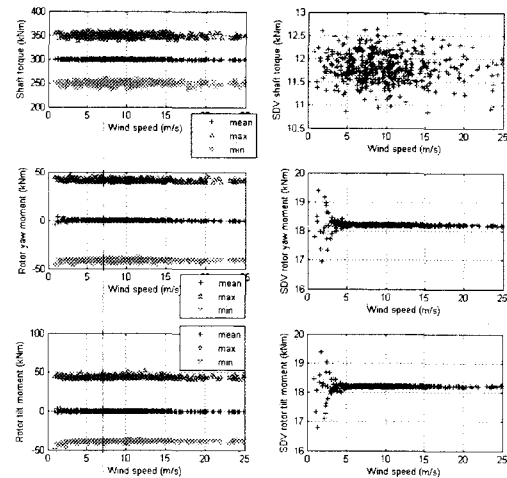 Shaft torque (kNm)
400
350
300
250
200
0 5 10 15 20 25
Wind speed (m/s)
+ mean
max
min
SDV shaft torque (kNm)
13
12.5
12
11.5
11
10.5
0 5 10 15 20 25
Wind speed (m/s)
Rotor yaw moment (kNm)
50
0
-50
0 5 10 15 20 25
Wind speed (m/s)
+ mean
max
min
SDV rotor yaw moment (kNm)
20
19
18
17
16
0 5 10 15 20 25
Wind speed (m/s)
Rotor tilt moment (kNm)
100
50
0
-50
0 5 10 15 20 25
Wind speed (m/s)
+ mean
max
min
SDV rotor tilt moment (kNm)
20
19
18
17
16
0 5 10 15 20 25
Wind speed (m/s)